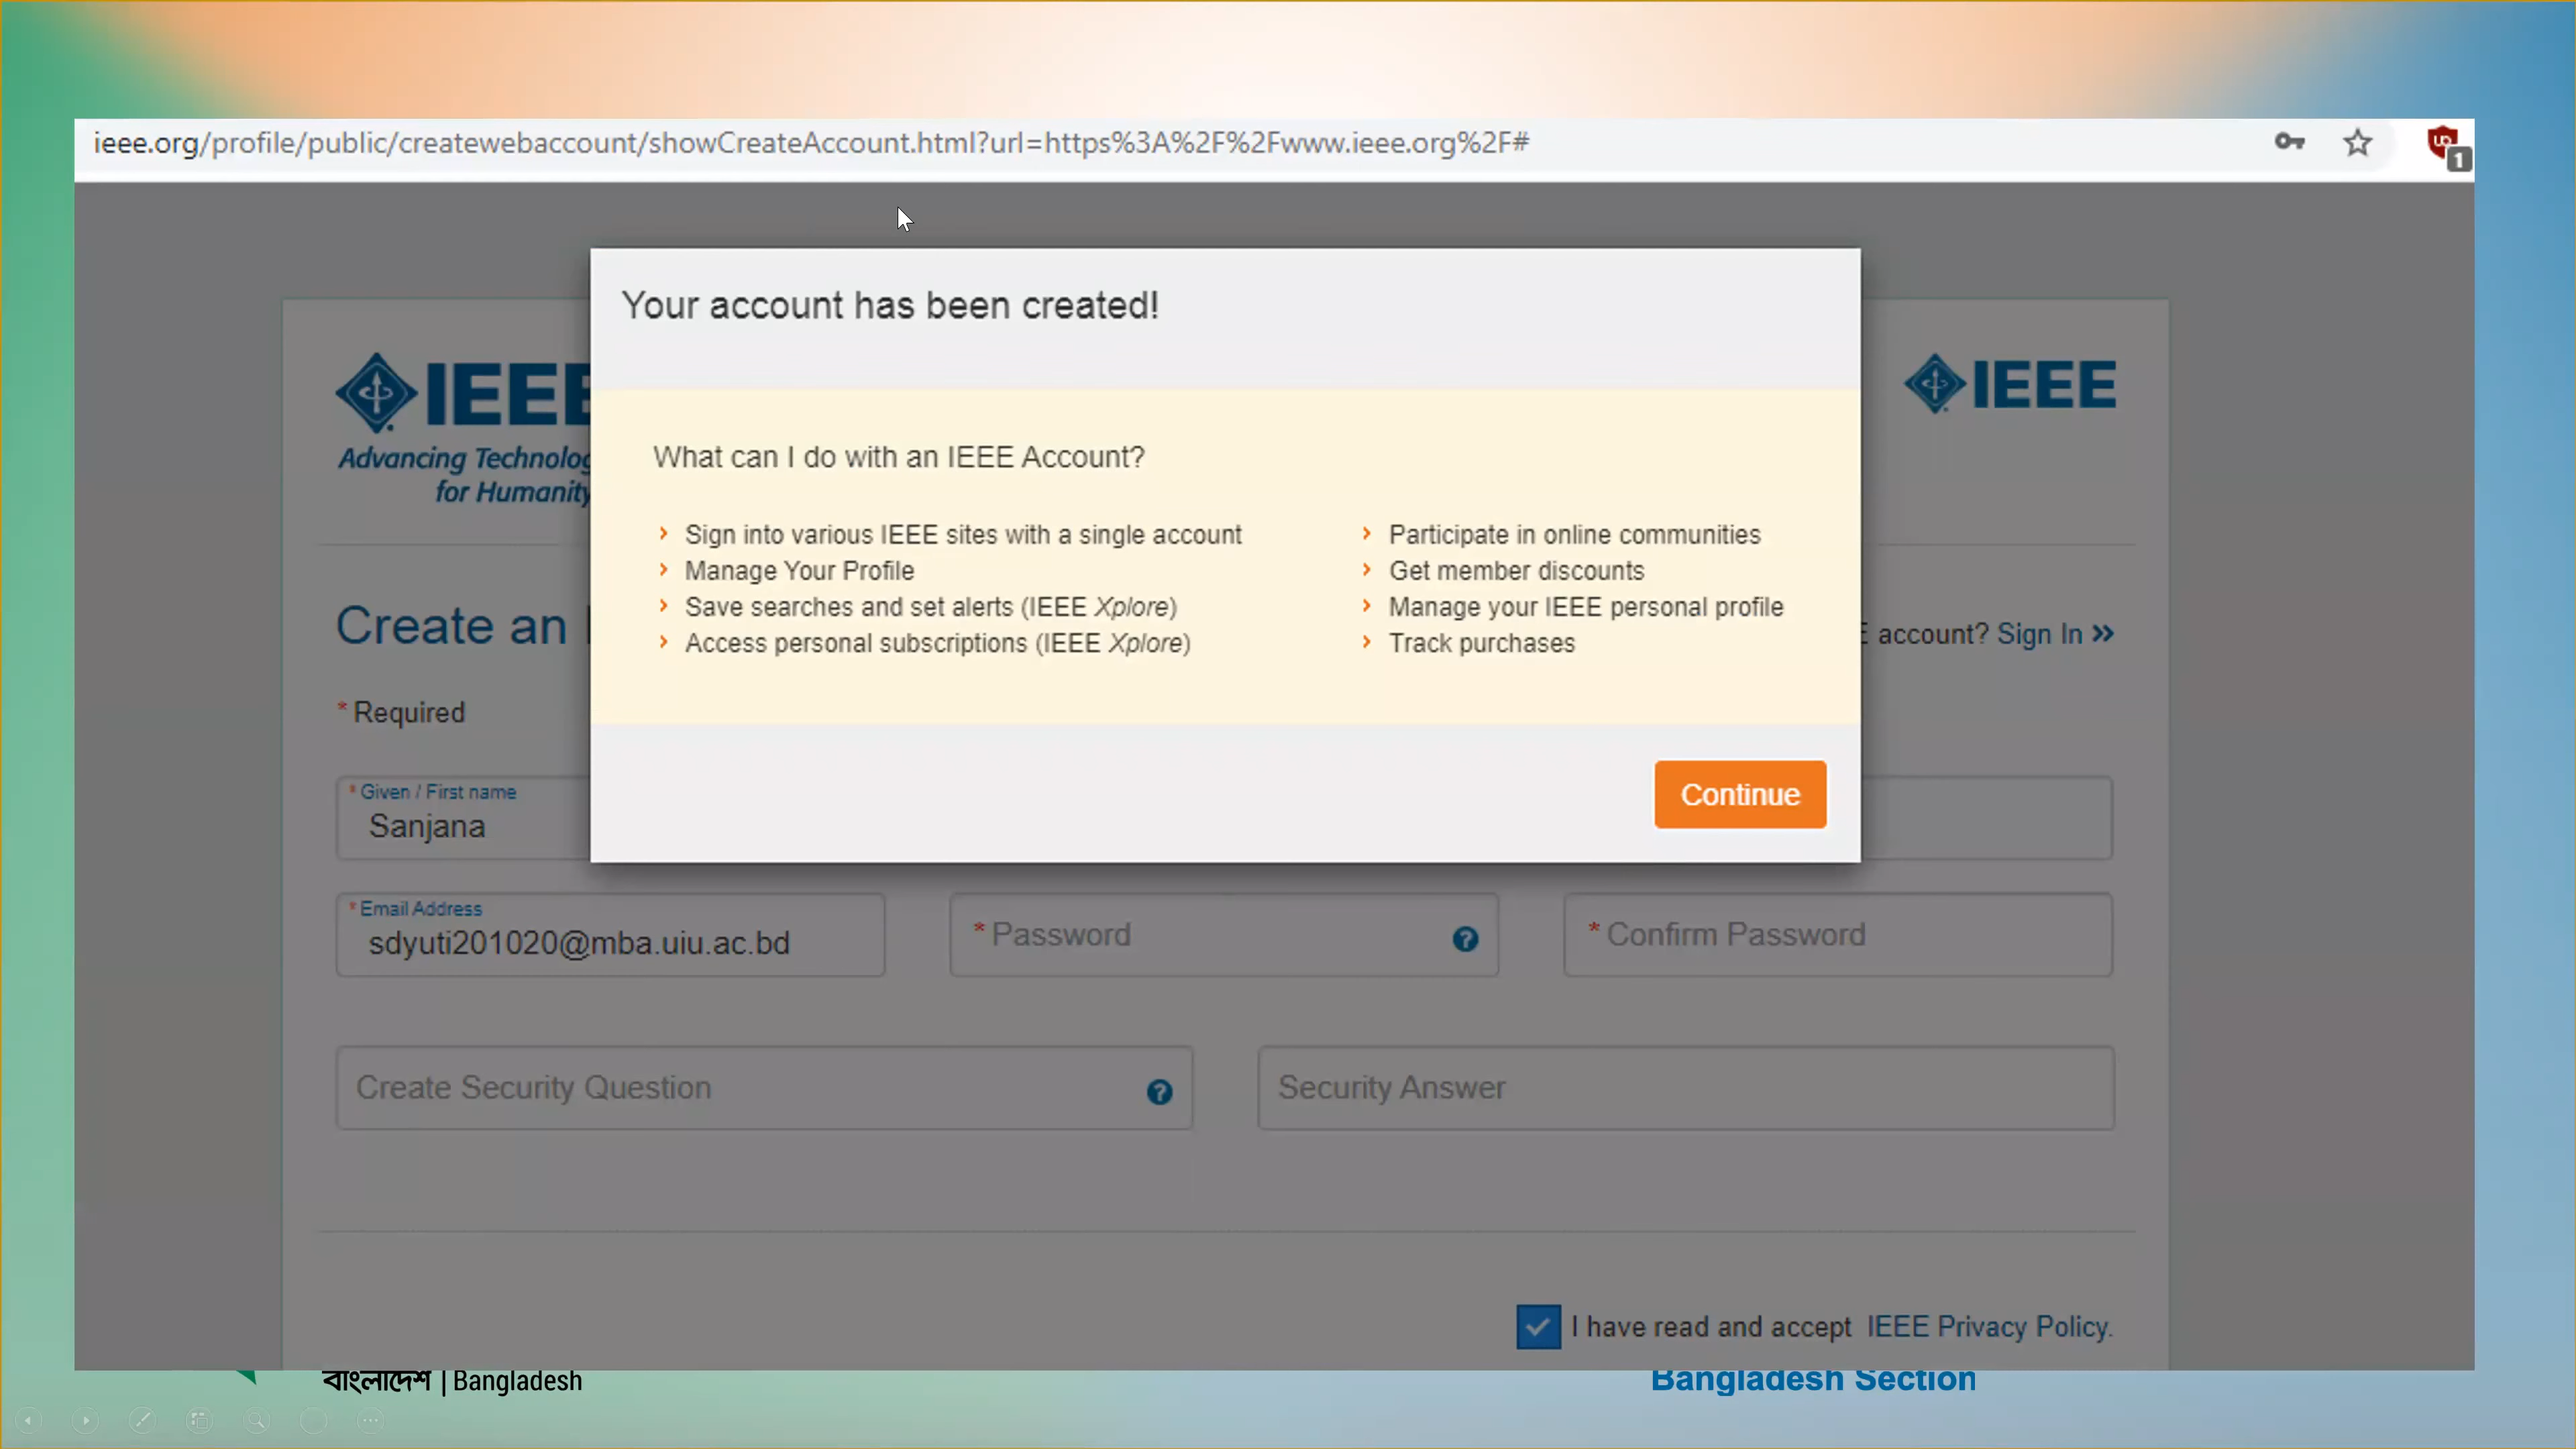 ieee.org/profile/public/createwebaccount/showCreateAccount.html?url=https%3A%2F%2Fwww.ieee.org%2F#
1
Your account has been created!
IEEE
IEEE
Advancing Technolog
for Humanity
What can I do with an IEEE Account?
Sign into various IEEE sites with a single account
Manage Your Profile
Save searches and set alerts (IEEE Xplore)
Access personal subscriptions (IEEE Xplore)
Participate in online communities
Get member discounts
Manage your IEEE personal profile
Track purchases
Create an
account? Sign In
* Required
Continue
* Given / First name
Sanjana
* Email Address
sdyuti201020@mba.uiu.ac.bd
* Password
* Confirm Password
Create Security Question
Security Answer
I have read and accept IEEE Privacy Policy.
বাংলাদেশ | Bangladesh
Bangladesh Section